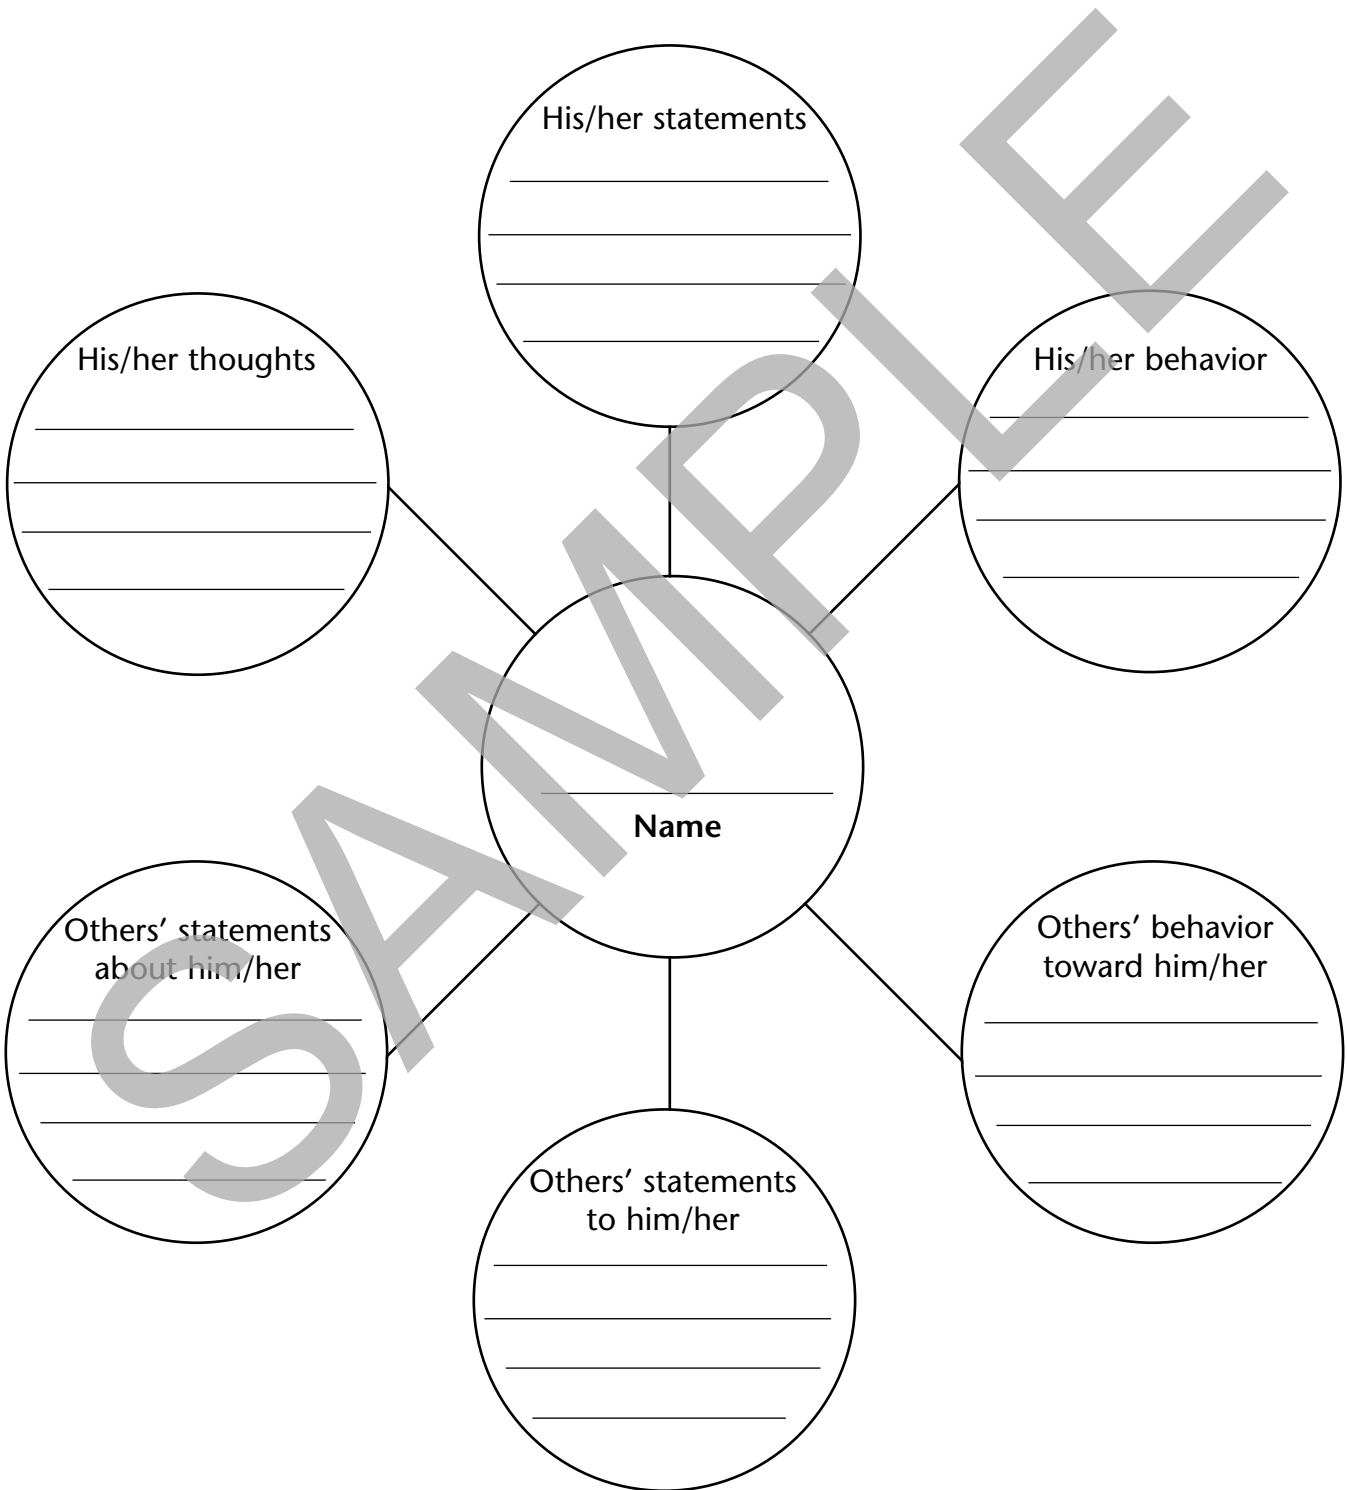 His/her statements
His/her thoughts
His/her behavior
Name
Others' statements
about him/her
Others' behavior
toward him/her
Others' statements
to him/her
SAMPLE